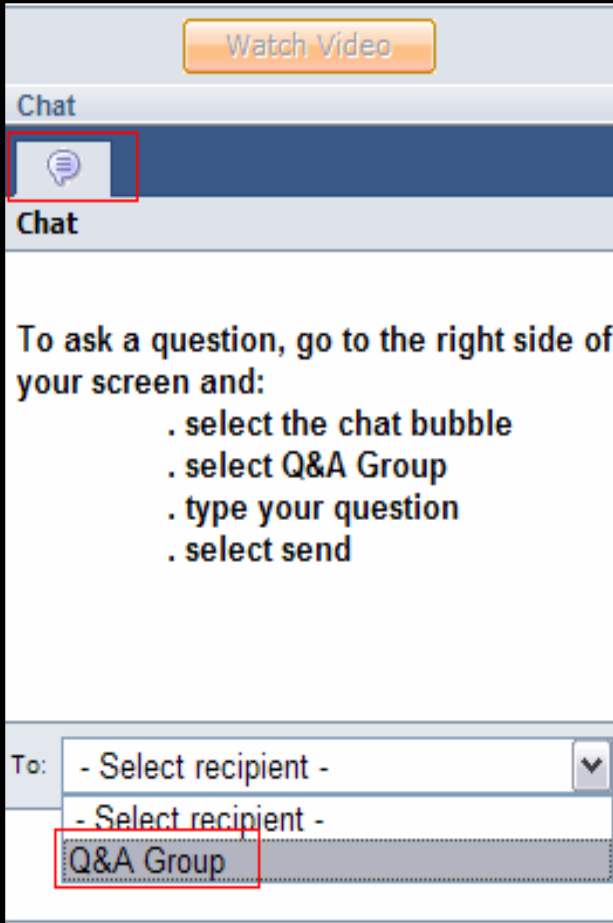 Watch Video
Chat
Chat
To ask a question, go to the right side of
your screen and:
. select the chat bubble
. select Q&A Group
. type your question
. select send
To: - Select recipient -
- Select recipient -
Q&A Group